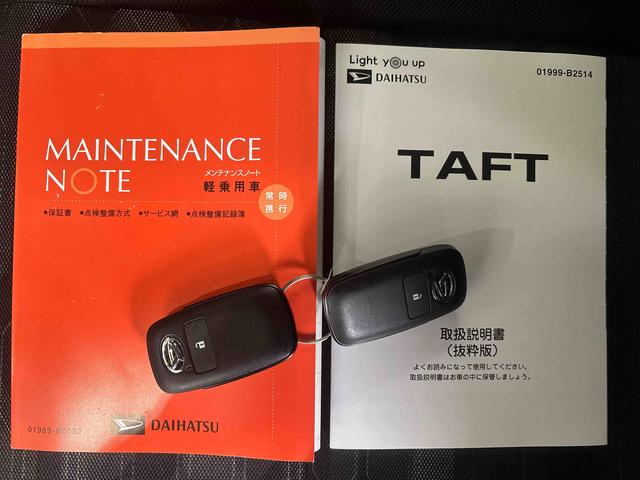 MAINTENANCE
NOTE
メンテナンスノート
軽乗用車
常時
携行
●保証書 ●点検整備方式 ●サービス網 ●点検整備記録簿
01989-B2032
DAIHATSU
Light you up
DAIHATSU
01999-B2514
TAFT
取扱説明書
(抜粋版)
よくお読みになって使用してください。
取扱説明書はお車の中に保管しましょう。